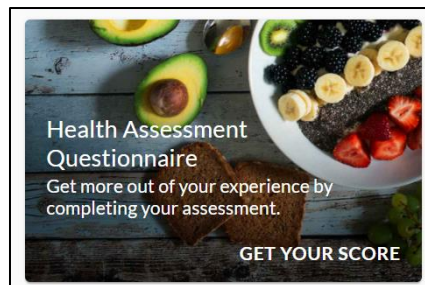 Health Assessment
Questionnaire
Get more out of your experience by
completing your assessment.
GET YOUR SCORE